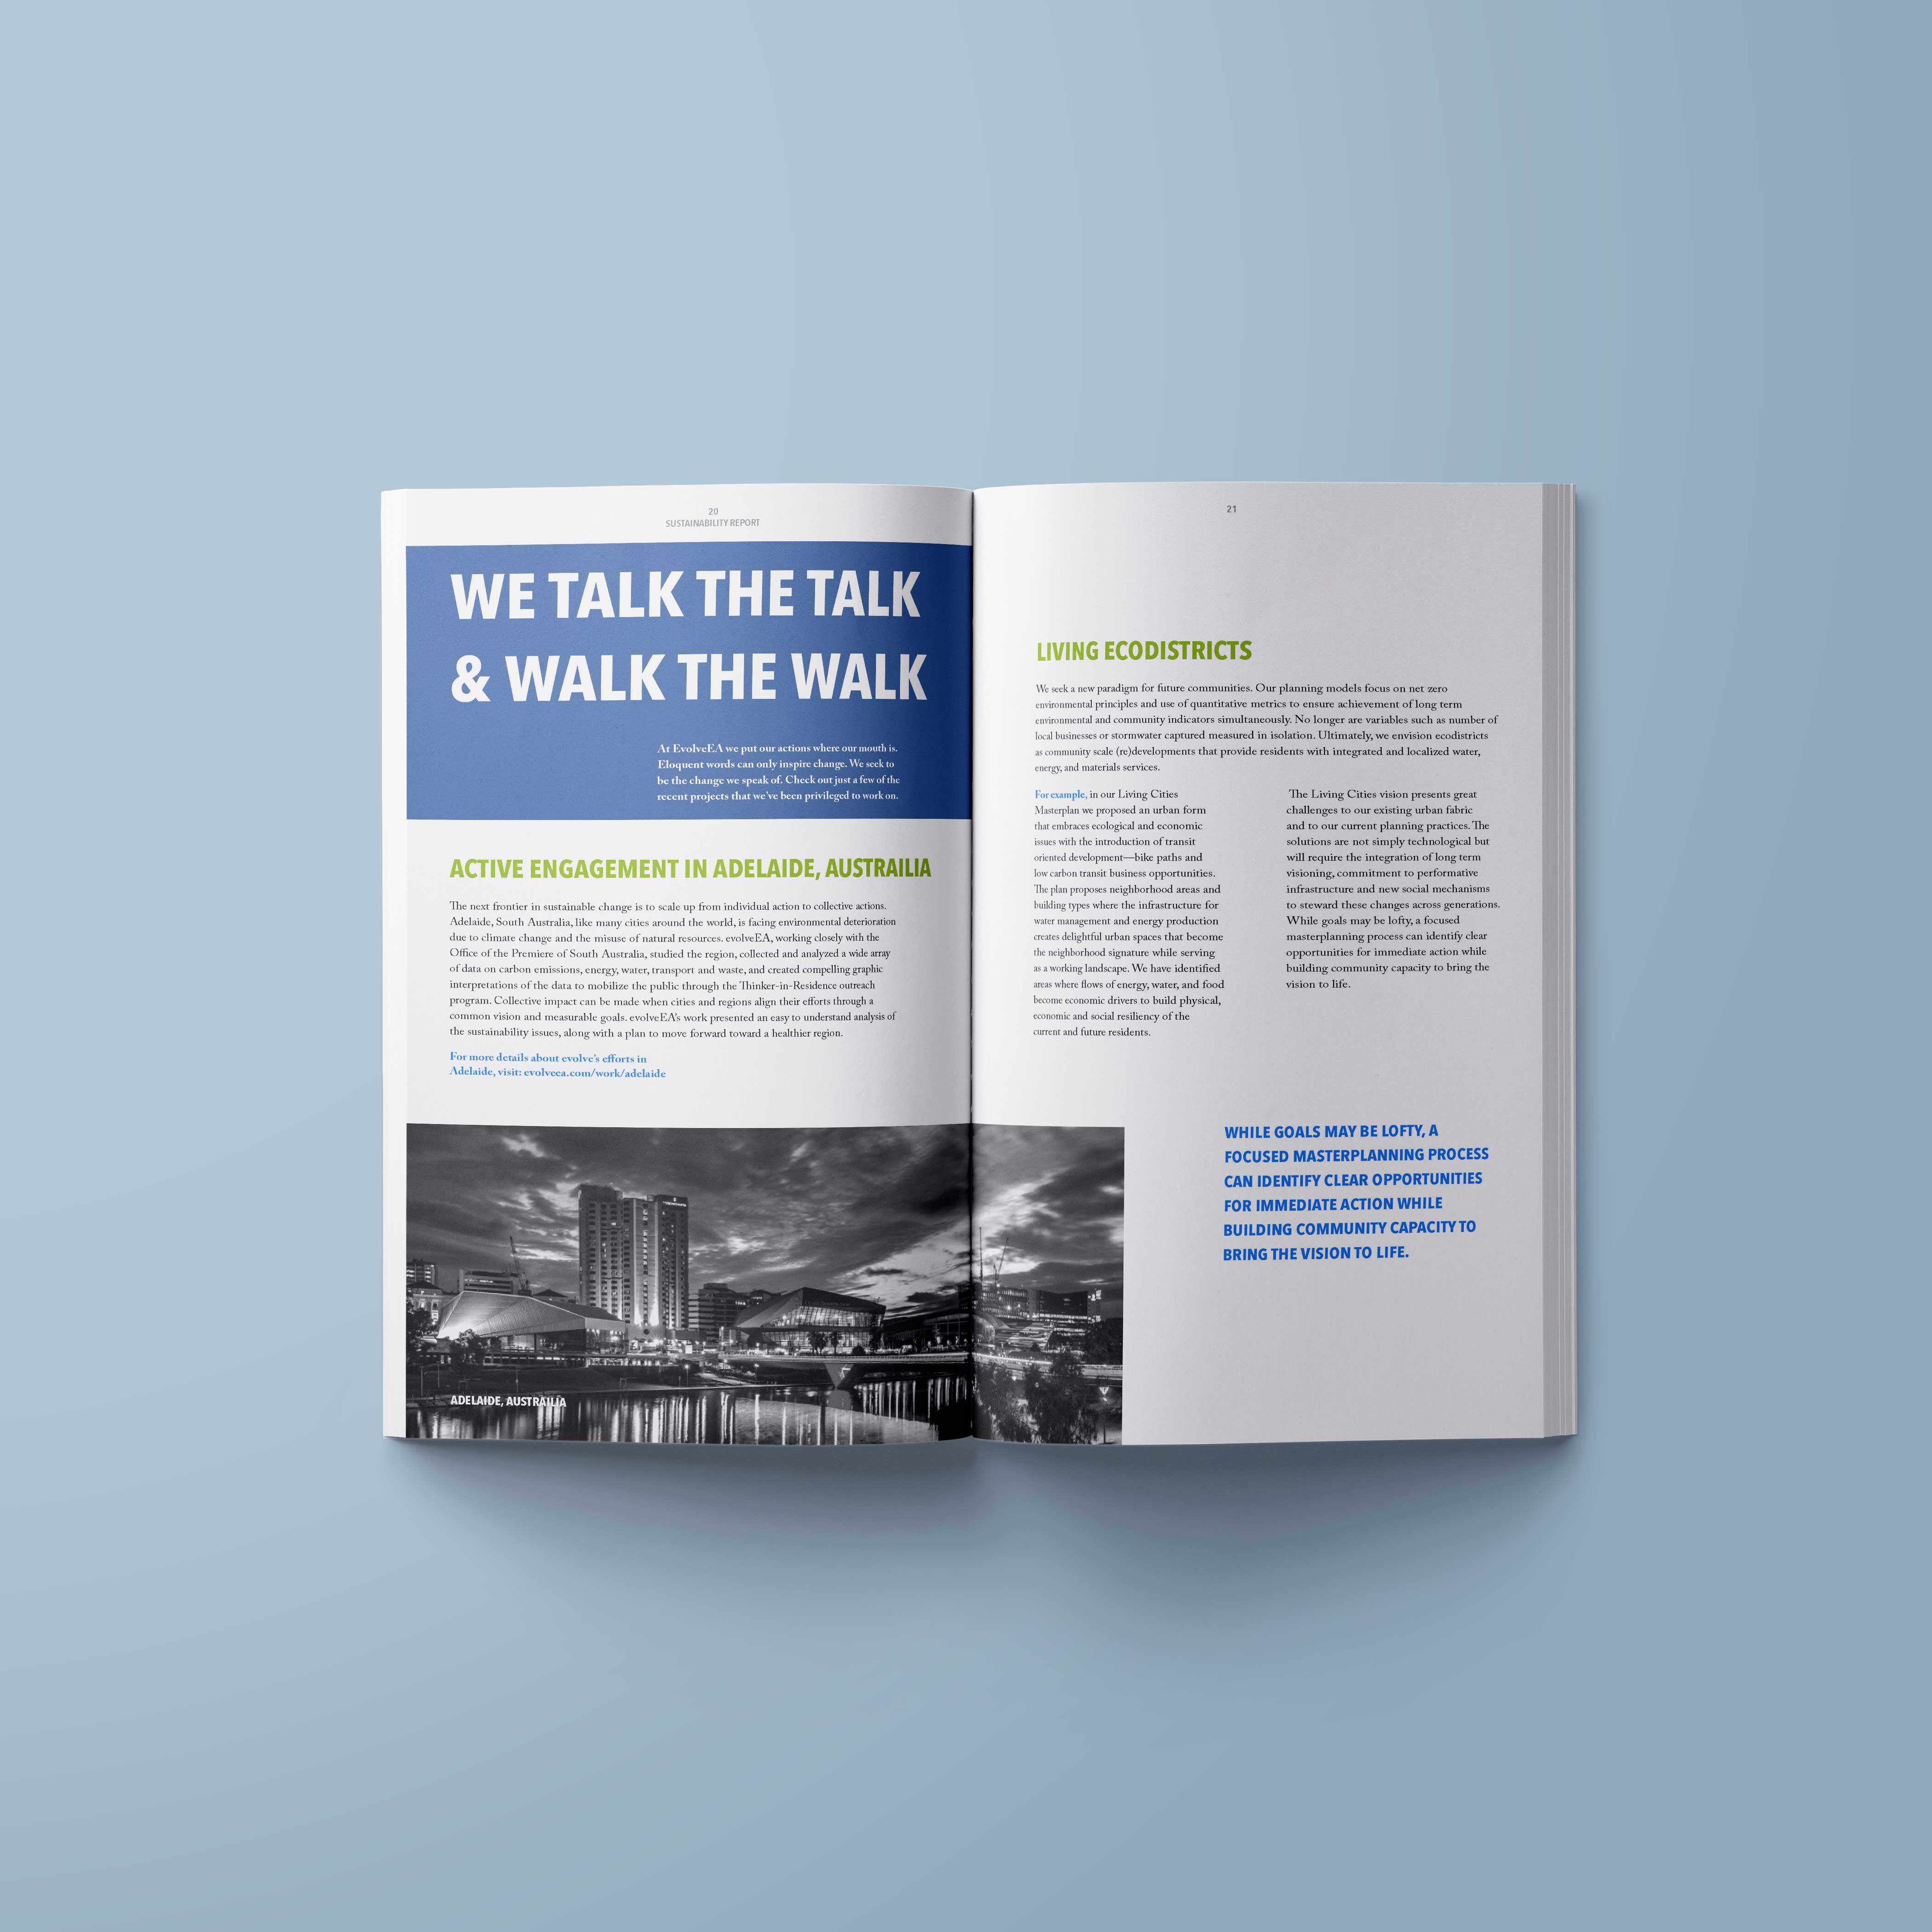 20
SUSTAINABILITY REPORT
WE TALK THE TALK
& WALK THE WALK
At EvolveEA we put our actions where our mouth is.
Eloquent words can only inspire change. We seek to
be the change we speak of. Check out just a few of the
recent projects that we've been privileged to work on.
ACTIVE ENGAGEMENT IN ADELAIDE, AUSTRAILIA
The next frontier in sustainable change is to scale up from individual action to collective actions.
Adelaide, South Australia, like many cities around the world, is facing environmental deterioration
due to climate change and the misuse of natural resources. evolveEA, working closely with the
Office of the Premiere of South Australia, studied the region, collected and analyzed a wide array
of data on carbon emissions, energy, water, transport and waste, and created compelling graphic
interpretations of the data to mobilize the public through the Thinker-in-Residence outreach
program. Collective impact can be made when cities and regions align their efforts through a
common vision and measurable goals. evolveEA's work presented an easy to understand analysis of
the sustainability issues, along with a plan to move forward toward a healthier region.
For more details about evolve's efforts in
Adelaide, visit: evolveea.com/work/adelaide
ADELAIDE, AUSTRAILIA
21
LIVING ECODISTRICTS
We seek a new paradigm for future communities. Our planning models focus on net zero
environmental principles and use of quantitative metrics to ensure achievement of long term
environmental and community indicators simultaneously. No longer are variables such as number of
local businesses or stormwater captured measured in isolation. Ultimately, we envision ecodistricts
as community scale (re)developments that provide residents with integrated and localized water,
energy, and materials services.
For example, in our Living Cities
Masterplan we proposed an urban form
that embraces ecological and economic
issues with the introduction of transit
oriented development—bike paths and
low carbon transit business opportunities.
The plan proposes neighborhood areas and
building types where the infrastructure for
water management and energy production
creates delightful urban spaces that become
the neighborhood signature while serving
as a working landscape. We have identified
areas where flows of energy, water, and food
become economic drivers to build physical,
economic and social resiliency of the
current and future residents.
The Living Cities vision presents great
challenges to our existing urban fabric
and to our current planning practices. The
solutions are not simply technological but
will require the integration of long term
visioning, commitment to performative
infrastructure and new social mechanisms
to steward these changes across generations.
While goals may be lofty, a focused
masterplanning process can identify clear
opportunities for immediate action while
building community capacity to bring the
vision to life.
WHILE GOALS MAY BE LOFTY, A
FOCUSED MASTERPLANNING PROCESS
CAN IDENTIFY CLEAR OPPORTUNITIES
FOR IMMEDIATE ACTION WHILE
BUILDING COMMUNITY CAPACITY TO
BRING THE VISION TO LIFE.